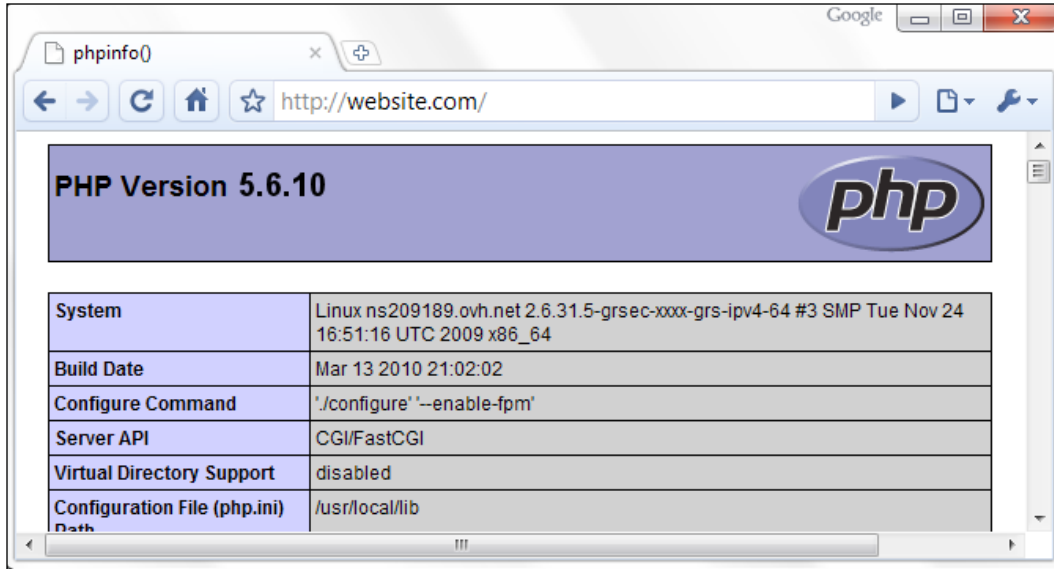 Google
phpinfo()
http://website.com/
PHP Version 5.6.10
php
System
Linux ns209189.ovh.net 2.6.31.5-grsec-xxxx-grs-ipv4-64 #3 SMP Tue Nov 24
16:51:16 UTC 2009 x86_64
Build Date
Mar 13 2010 21:02:02
Configure Command
'./configure' '--enable-fpm'
Server API
CGI/FastCGI
Virtual Directory Support
disabled
Configuration File (php.ini)
Path
/usr/local/lib